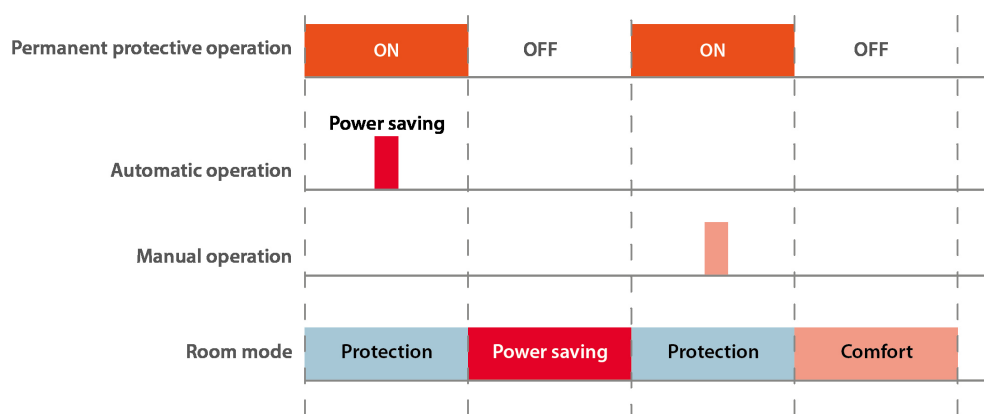 Permanent protective operation ON OFF ON OFF
Power saving
Automatic operation
Manual operation
Room mode Protection Power saving Protection Comfort